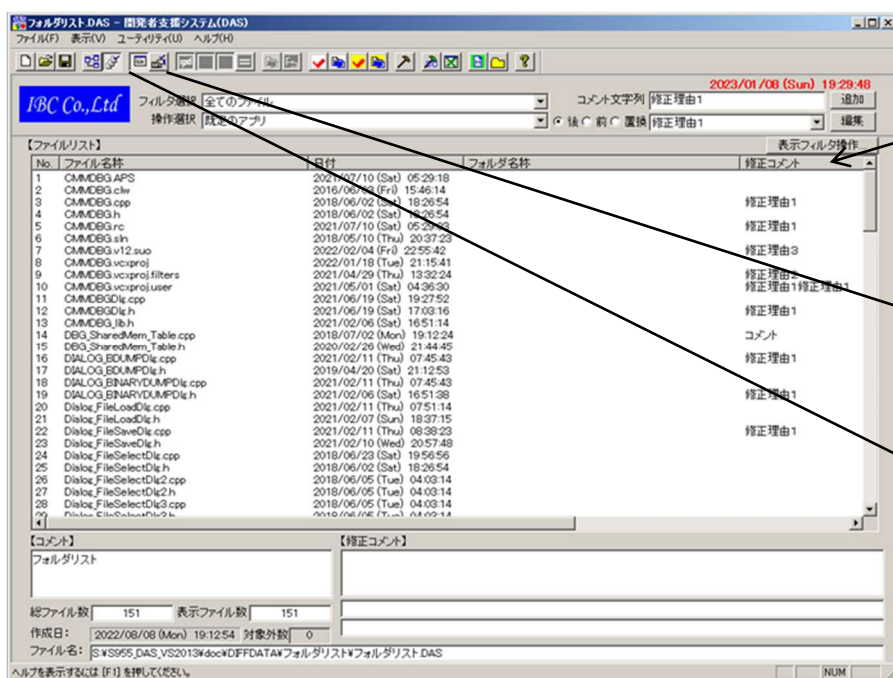 フォルダリスト.DAS - 開発者支援システム(DAS)
ファイル(F) 表示(V) ユーティリティ(U) ヘルプ(H)
2023/01/08 (Sun) 19:29:48
IBC Co.,Ltd フィルタ選択 全てのファイル コメント文字列 修正理由1 追加
操作選択 既定のアプリ 後 前 置換 修正理由1 編集
【ファイルリスト】 表示フィルタ操作...
No. ファイル名称 日付 フォルダ名称 修正コメント
1 CMMDBG.APS 2021/07/10 (Sat) 05:29:18
2 CMMDBG.clw 2016/06/03 (Fri) 15:46:14
3 CMMDBG.cpp 2018/06/02 (Sat) 18:26:54 修正理由1
4 CMMDBG.h 2018/06/02 (Sat) 18:26:54
5 CMMDBG.rc 2021/07/10 (Sat) 05:29:03 修正理由1
6 CMMDBG.sln 2018/05/10 (Thu) 20:37:23
7 CMMDBG.v12.suo 2022/02/04 (Fri) 22:55:42 修正理由3
8 CMMDBG.vcxproj 2022/01/18 (Tue) 21:15:41
9 CMMDBG.vcxproj.filters 2021/04/29 (Thu) 13:32:24 修正理由2
10 CMMDBG.vcxproj.user 2021/05/01 (Sat) 04:36:30 修正理由1修正理由1
11 CMMDBGDlg.cpp 2021/06/19 (Sat) 19:27:52
12 CMMDBGDlg.h 2021/06/19 (Sat) 17:03:16 修正理由1
13 CMMDBG_lib.h 2021/02/06 (Sat) 16:51:14
14 DBG_SharedMem_Table.cpp 2018/07/02 (Mon) 19:12:24 コメント
15 DBG_SharedMem_Table.h 2020/02/26 (Wed) 21:44:45
16 DIALOG_BDUMPDlg.cpp 2021/02/11 (Thu) 07:45:43 修正理由1
17 DIALOG_BDUMPDlg.h 2019/04/20 (Sat) 21:12:53
18 DIALOG_BINARYDUMPDlg.cpp 2021/02/11 (Thu) 07:45:43
19 DIALOG_BINARYDUMPDlg.h 2021/02/06 (Sat) 16:51:38 修正理由1
20 Dialog_FileLoadDlg.cpp 2021/02/11 (Thu) 07:51:14
21 Dialog_FileLoadDlg.h 2021/02/07 (Sun) 18:37:15
22 Dialog_FileSaveDlg.cpp 2021/02/11 (Thu) 08:38:23 修正理由1
23 Dialog_FileSaveDlg.h 2021/02/10 (Wed) 20:57:48
24 Dialog_FileSelectDlg.cpp 2018/06/23 (Sat) 19:56:56
25 Dialog_FileSelectDlg.h 2018/06/02 (Sat) 18:26:54
26 Dialog_FileSelectDlg2.cpp 2018/06/05 (Tue) 04:03:14
27 Dialog_FileSelectDlg2.h 2018/06/05 (Tue) 04:03:14
28 Dialog_FileSelectDlg3.cpp 2018/06/05 (Tue) 04:03:14
29 Dialog_FileSelectDlg3.h 2018/06/05 (Tue) 04:03:14
【コメント】 【修正コメント】
フォルダリスト
総ファイル数 151 表示ファイル数 151
作成日: 2022/08/08 (Mon) 19:12:54 対象外数 0
ファイル名: S:¥S955_DAS_VS2013¥doc¥DIFFDATA¥フォルダリスト¥フォルダリスト.DAS
ヘルプを表示するには [F1] を押してください。 NUM